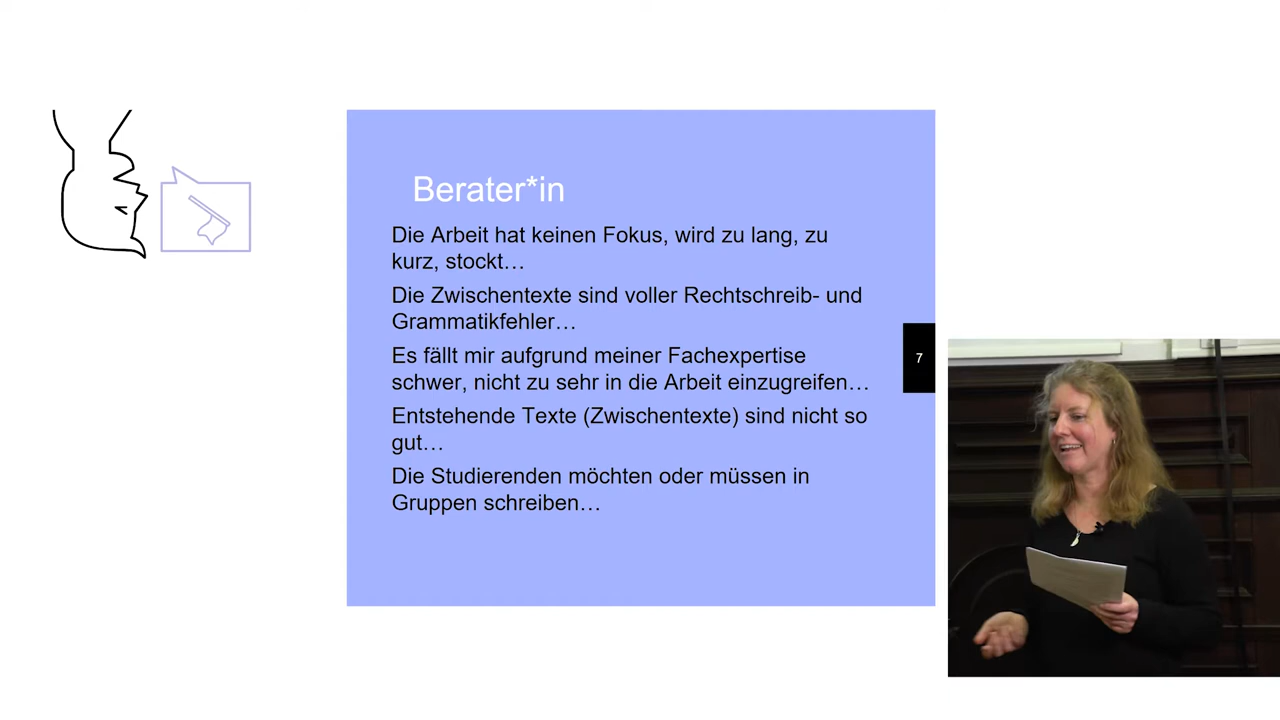 Berater*in
Die Arbeit hat keinen Fokus, wird zu lang, zu
kurz, stockt…
Die Zwischentexte sind voller Rechtschreib- und
Grammatikfehler…
Es fällt mir aufgrund meiner Fachexpertise
schwer, nicht zu sehr in die Arbeit einzugreifen…
Entstehende Texte (Zwischentexte) sind nicht so
gut…
Die Studierenden möchten oder müssen in
Gruppen schreiben…
7